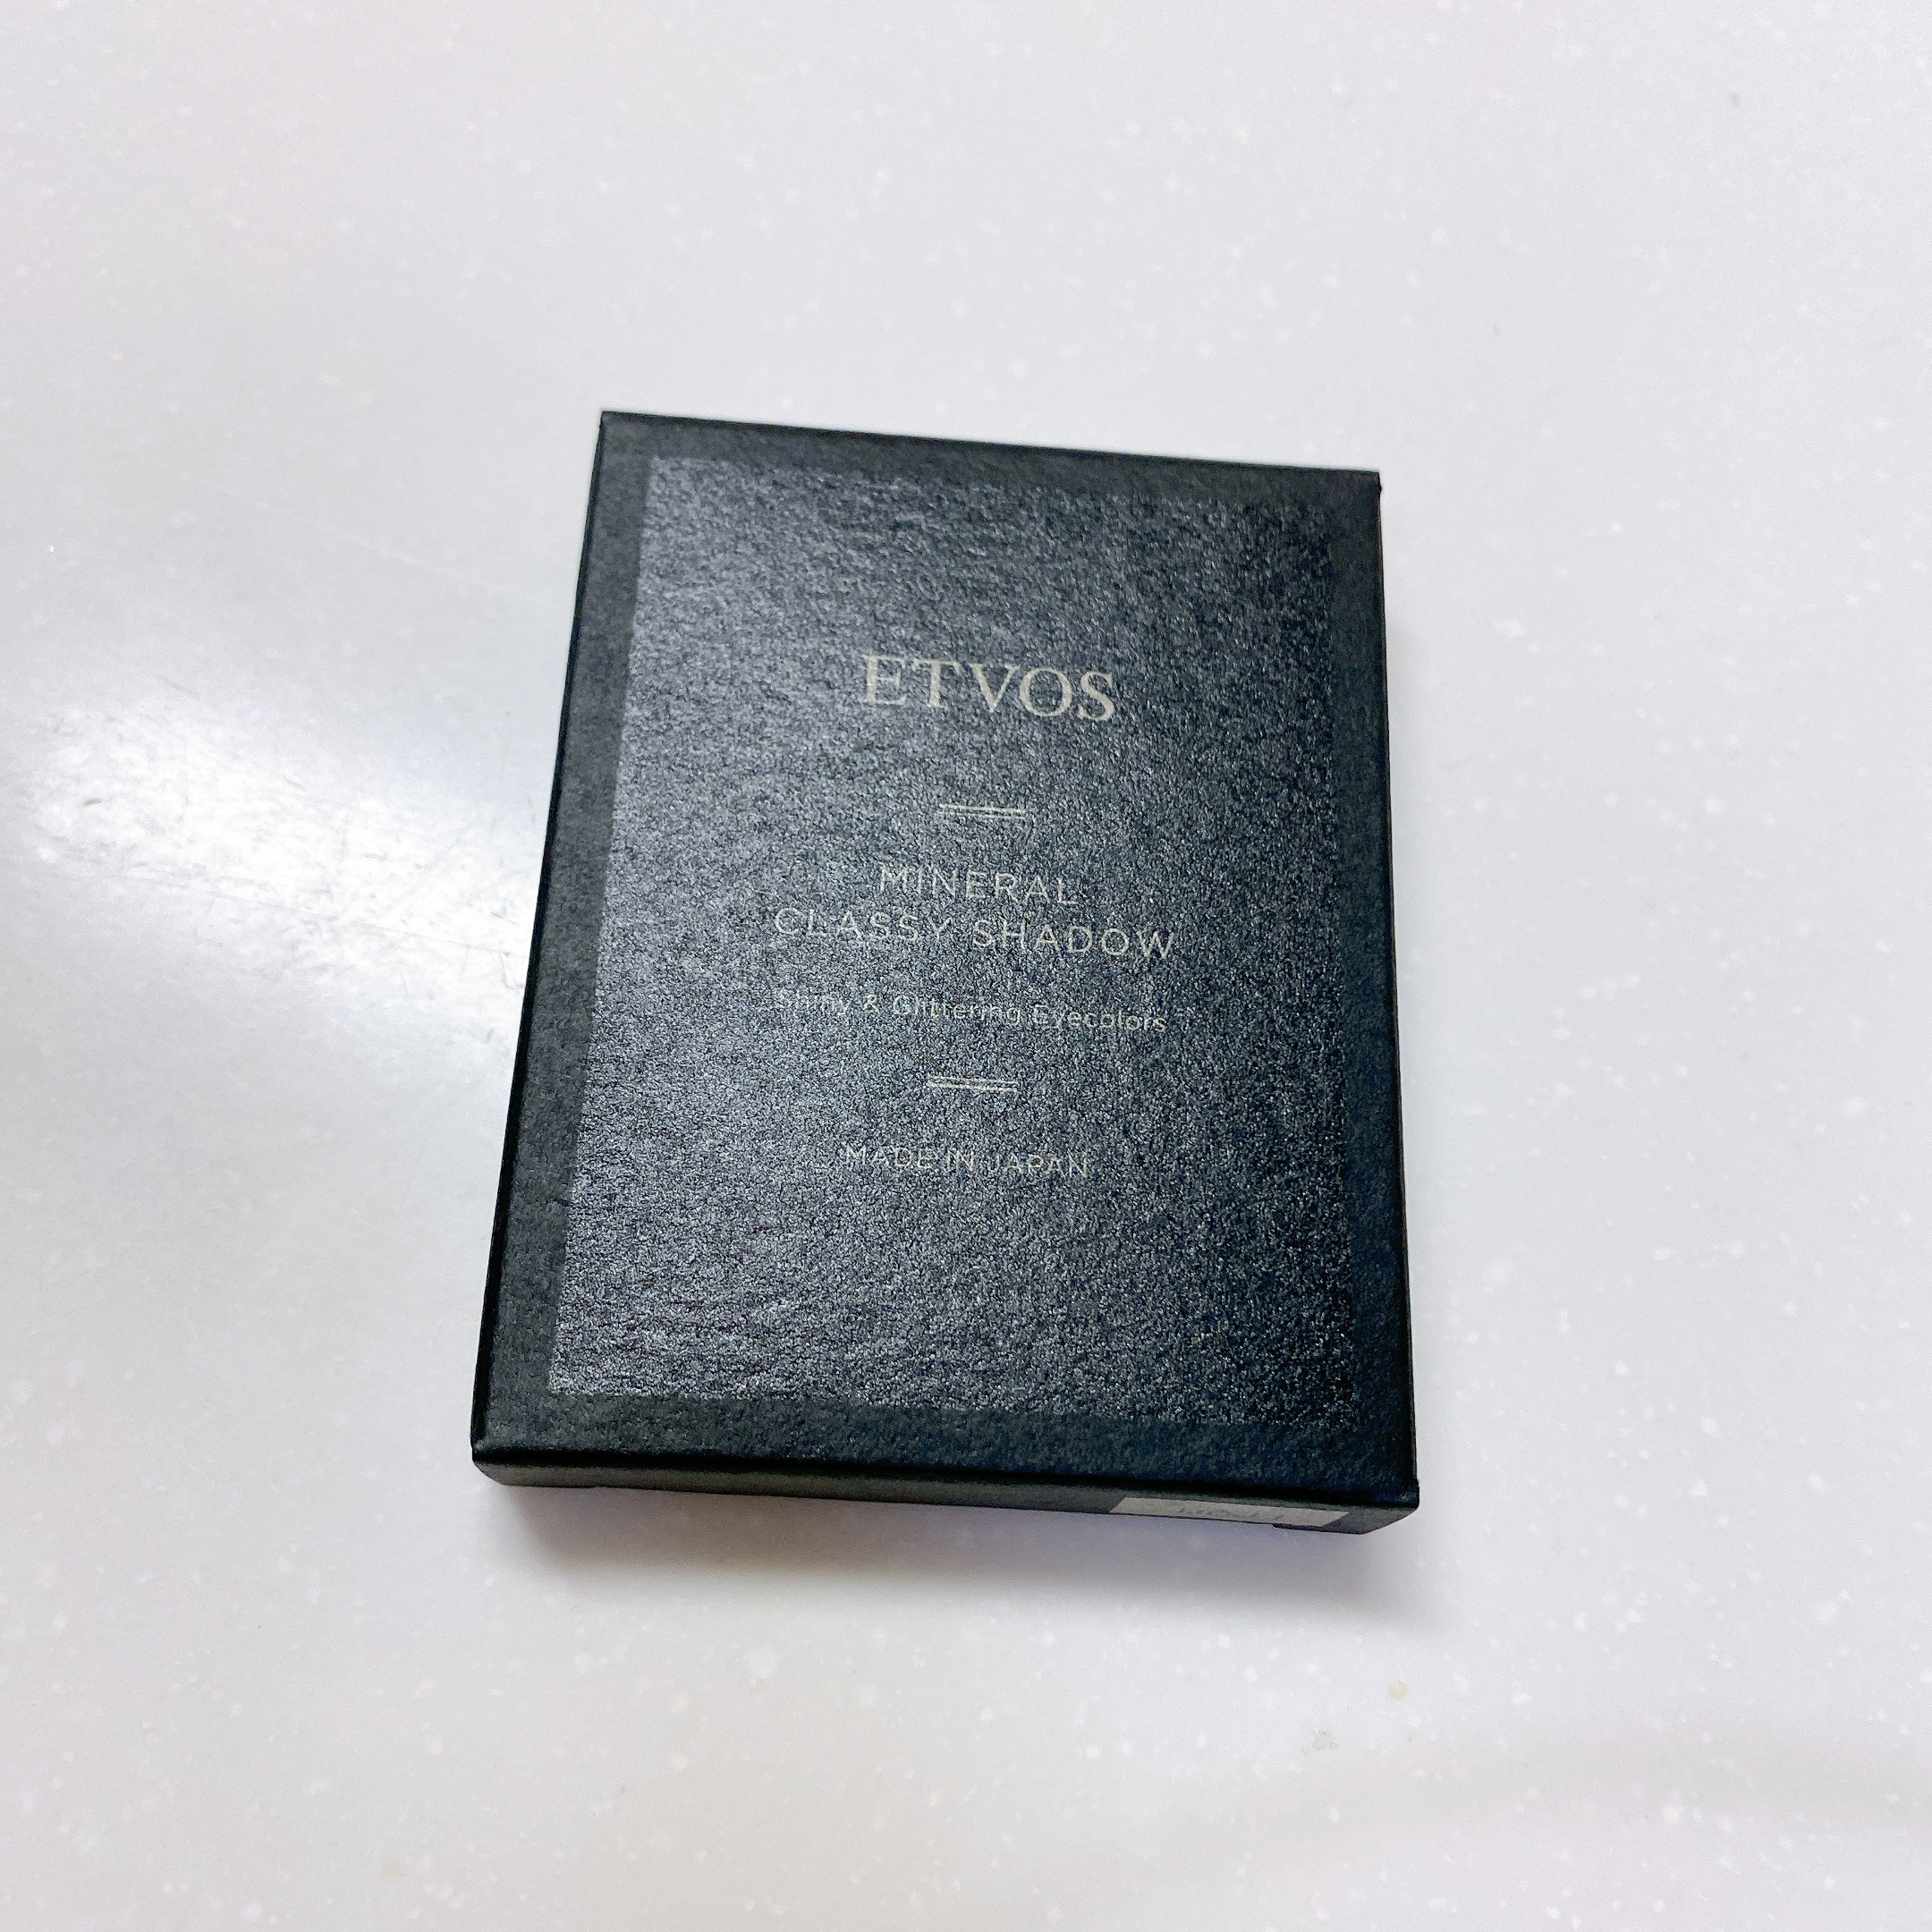 ETVOS
MINERAL
CLASSY SHADOW
Shiny & Glittering Eyecolors
MADE IN JAPAN